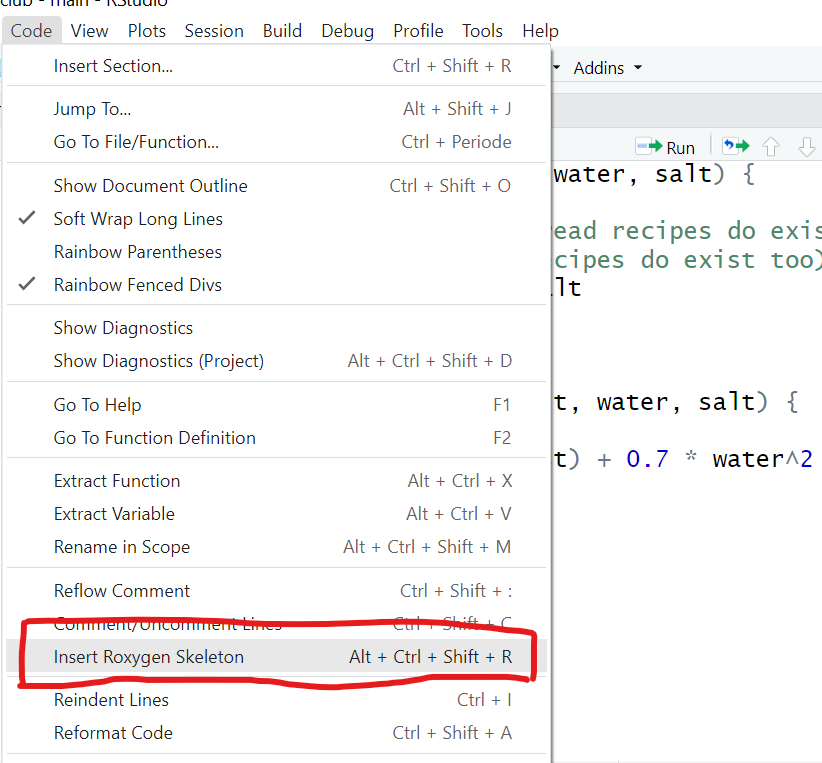 club - main - RStudio
Code View Plots Session Build Debug Profile Tools Help
Insert Section... Ctrl + Shift + R
Addins
Jump To... Alt + Shift + J
Go To File/Function... Ctrl + Periode
Run
water, salt) {
Show Document Outline Ctrl + Shift + O
Soft Wrap Long Lines
ead recipes do exis
Rainbow Parentheses
cipes do exist too)
Rainbow Fenced Divs
lt
Show Diagnostics
Show Diagnostics (Project) Alt + Ctrl + Shift + D
Go To Help F1
t, water, salt) {
Go To Function Definition F2
t) + 0.7 * water^2
Extract Function Alt + Ctrl + X
Extract Variable Alt + Ctrl + V
Rename in Scope Alt + Ctrl + Shift + M
Reflow Comment Ctrl + Shift + :
Comment/Uncomment Lines Ctrl + Shift + C
Insert Roxygen Skeleton Alt + Ctrl + Shift + R
Reindent Lines Ctrl + I
Reformat Code Ctrl + Shift + A